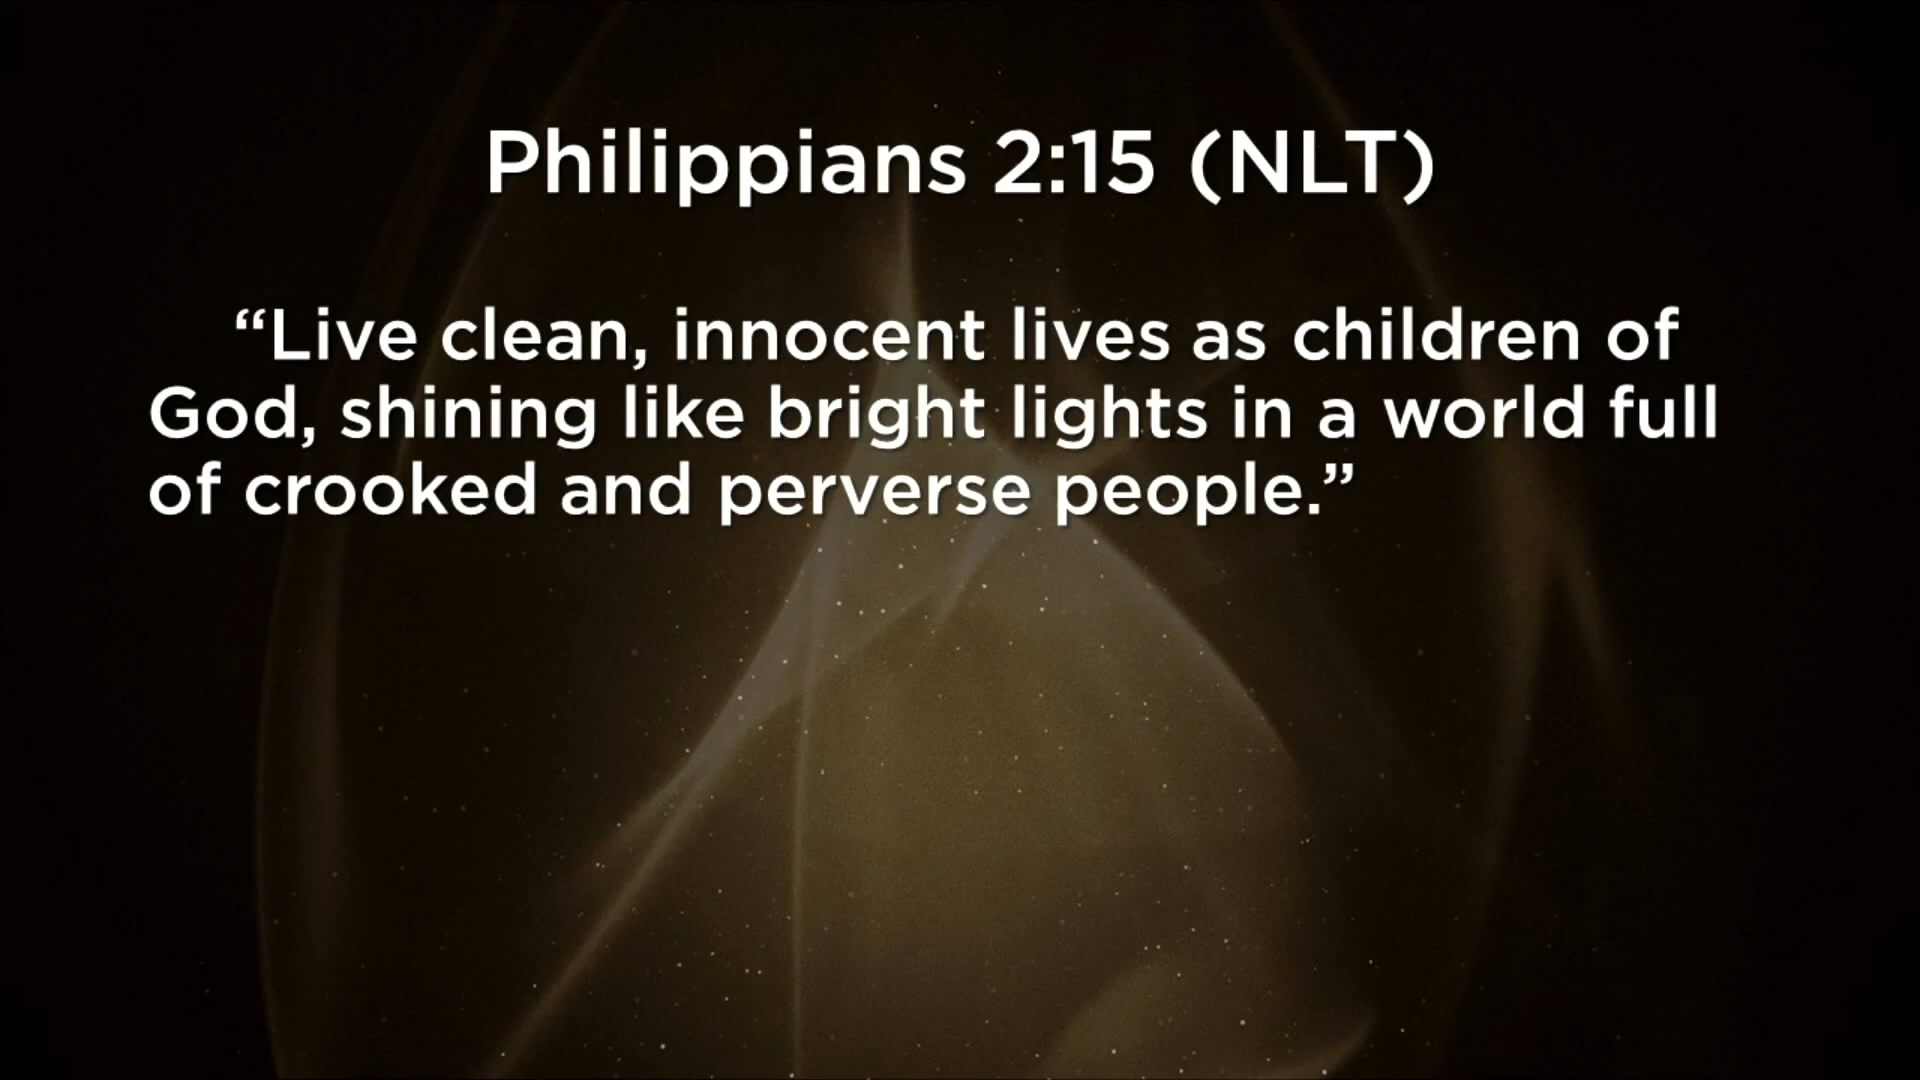 Philippians 2:15 (NLT)
“Live clean, innocent lives as children of
God, shining like bright lights in a world full
of crooked and perverse people.”